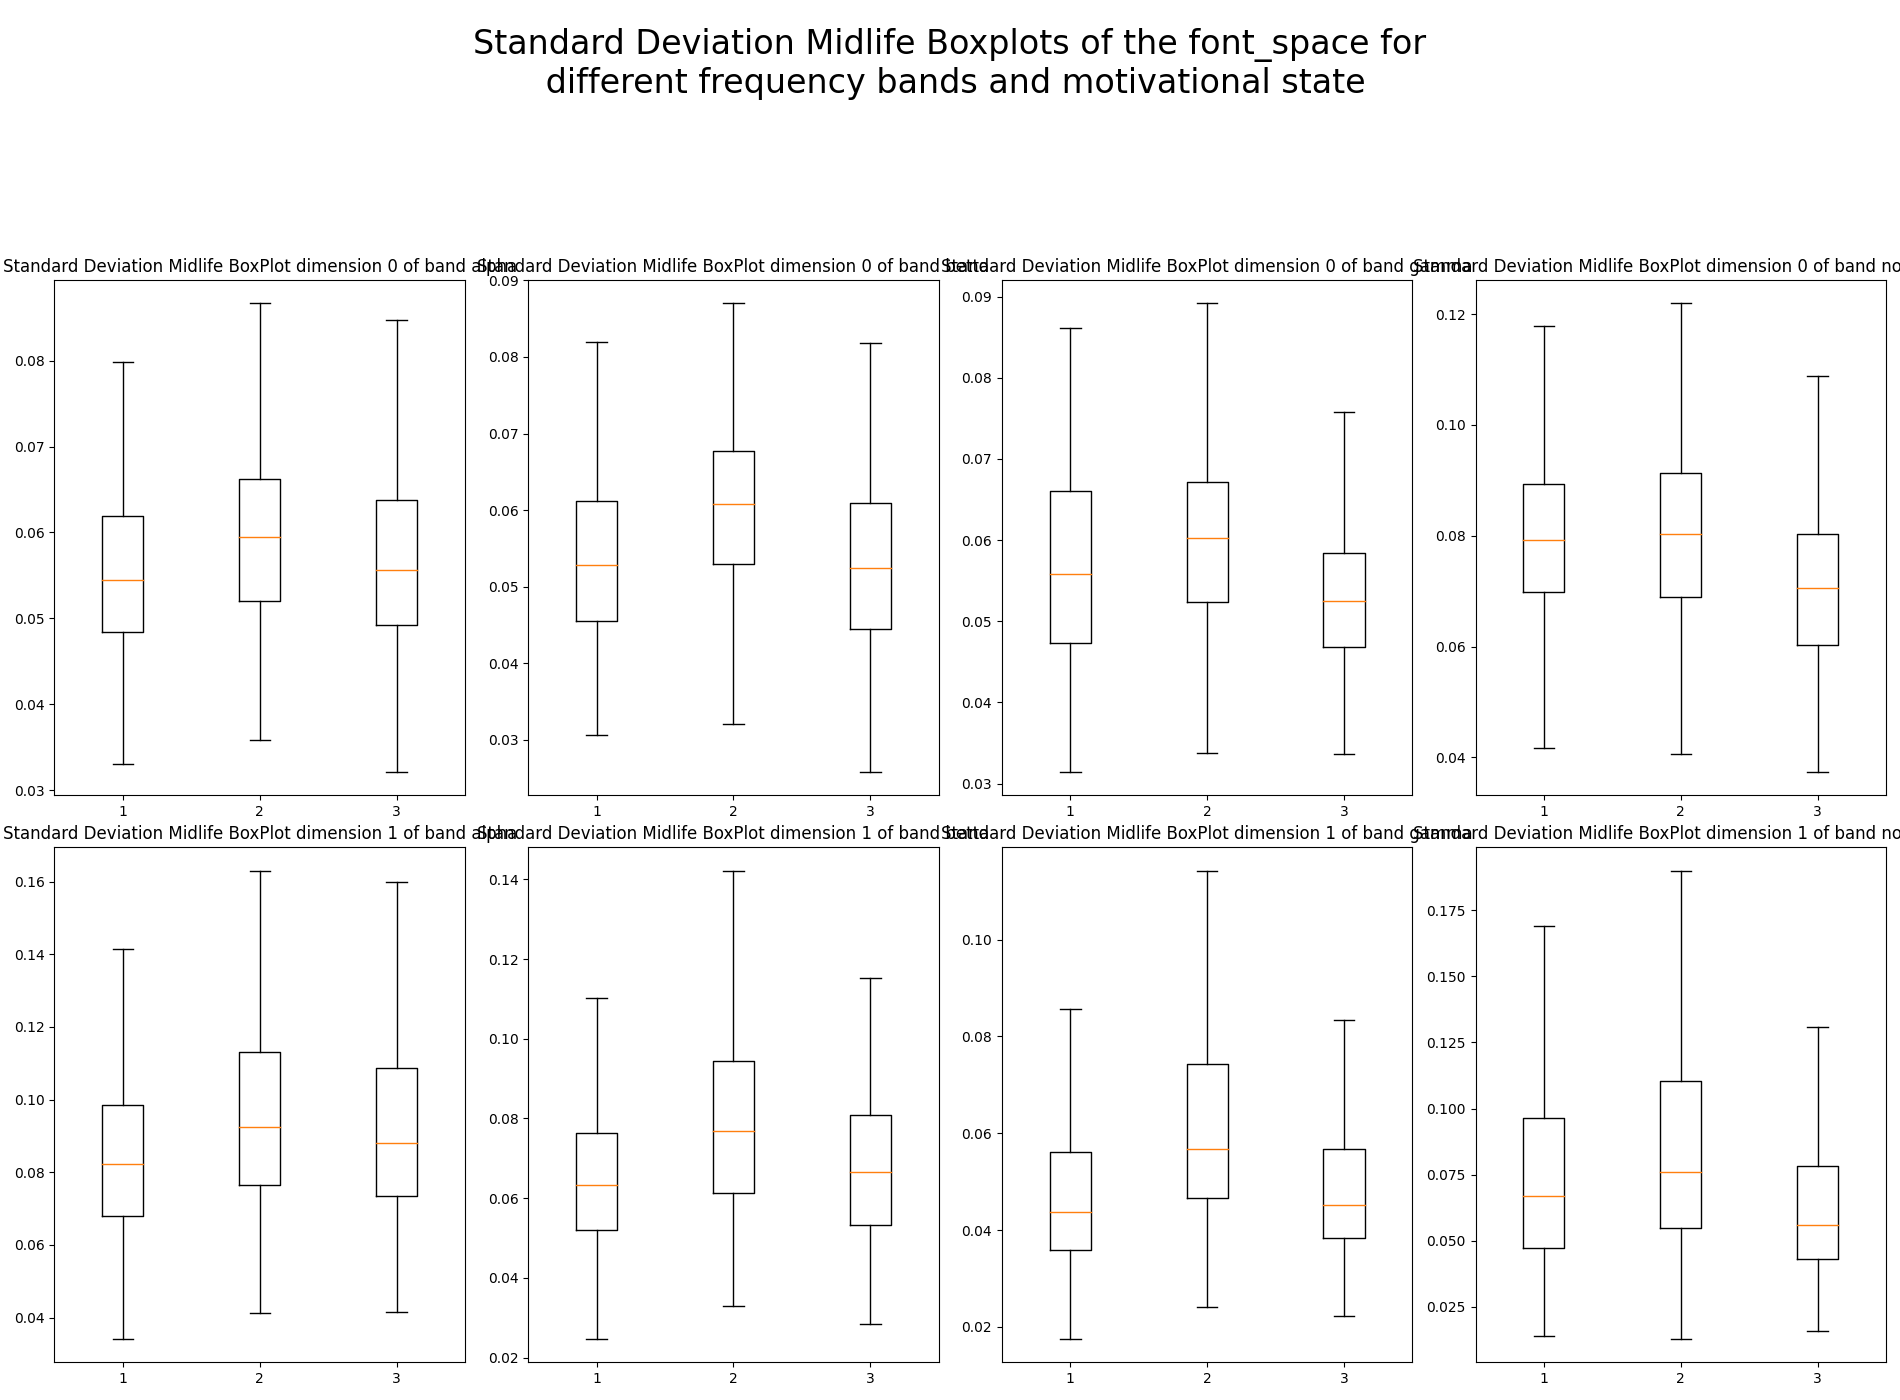 Standard Deviation Midlife Boxplots of the font_space for
different frequency bands and motivational state
Standard Deviation Midlife BoxPlot dimension 0 of band alpha
Standard Deviation Midlife BoxPlot dimension 0 of band betta
Standard Deviation Midlife BoxPlot dimension 0 of band gamma
Standard Deviation Midlife BoxPlot dimension 0 of band no
0.08
0.07
0.06
0.05
0.04
0.03
1 2 3
0.09
0.08
0.07
0.06
0.05
0.04
0.03
1 2 3
0.09
0.08
0.07
0.06
0.05
0.04
0.03
1 2 3
0.12
0.10
0.08
0.06
0.04
1 2 3
Standard Deviation Midlife BoxPlot dimension 1 of band alpha
Standard Deviation Midlife BoxPlot dimension 1 of band betta
Standard Deviation Midlife BoxPlot dimension 1 of band gamma
Standard Deviation Midlife BoxPlot dimension 1 of band no
0.16
0.14
0.12
0.10
0.08
0.06
0.04
1 2 3
0.14
0.12
0.10
0.08
0.06
0.04
0.02
1 2 3
0.10
0.08
0.06
0.04
0.02
1 2 3
0.175
0.150
0.125
0.100
0.075
0.050
0.025
1 2 3